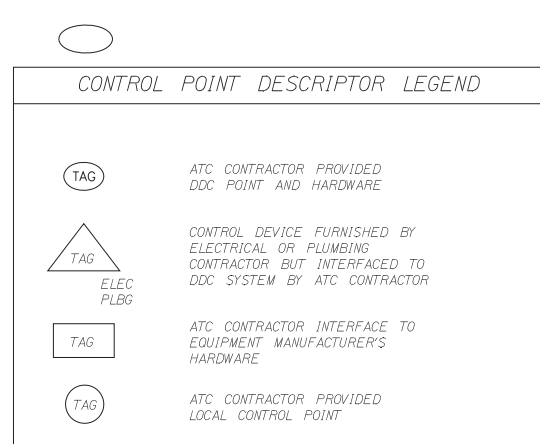 CONTROL POINT DESCRIPTOR LEGEND
TAG
ATC CONTRACTOR PROVIDED
DDC POINT AND HARDWARE
TAG
ELEC
PLBG
CONTROL DEVICE FURNISHED BY
ELECTRICAL OR PLUMBING
CONTRACTOR BUT INTERFACED TO
DDC SYSTEM BY ATC CONTRACTOR
TAG
ATC CONTRACTOR INTERFACE TO
EQUIPMENT MANUFACTURER'S
HARDWARE
TAG
ATC CONTRACTOR PROVIDED
LOCAL CONTROL POINT